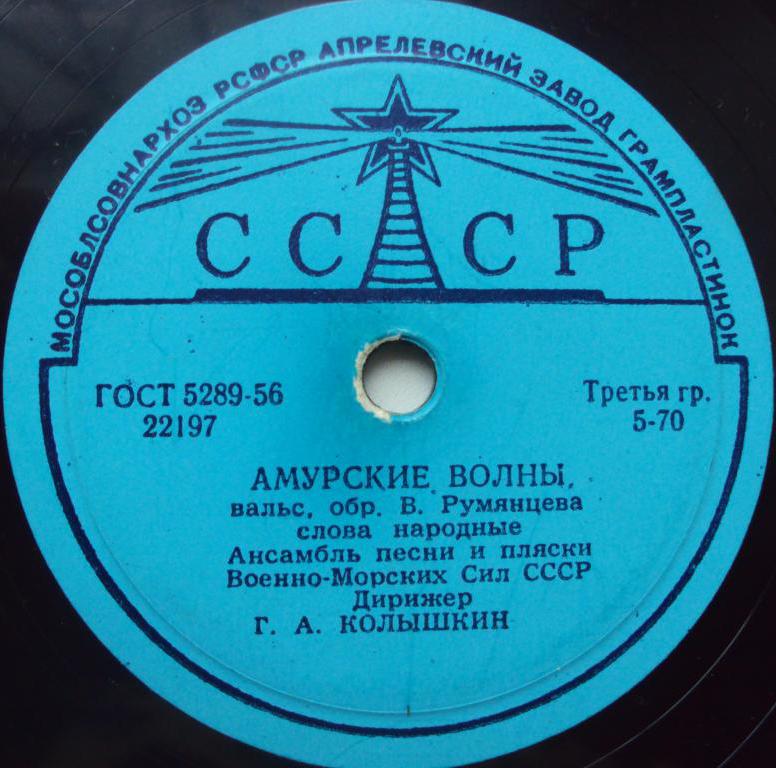 МОСОБЛСОВНАРХОЗ РСФСР АПРЕЛЕВСКИЙ ЗАВОД ГРАМПЛАСТИНОК
СССР
ГОСТ 5289-56
22197
Третья гр.
5-70
АМУРСКИЕ ВОЛНЫ,
вальс, обр. В. Румянцева
слова народные
Ансамбль песни и пляски
Военно-Морских Сил СССР
Дирижер
Г. А. КОЛЫШКИН